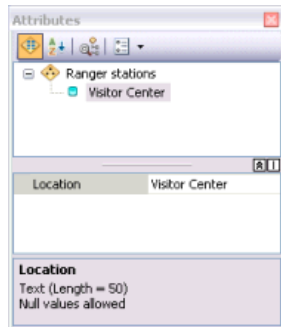 Attributes
Ranger stations
Visitor Center
Location Visitor Center
Location
Text (Length = 50)
Null values allowed